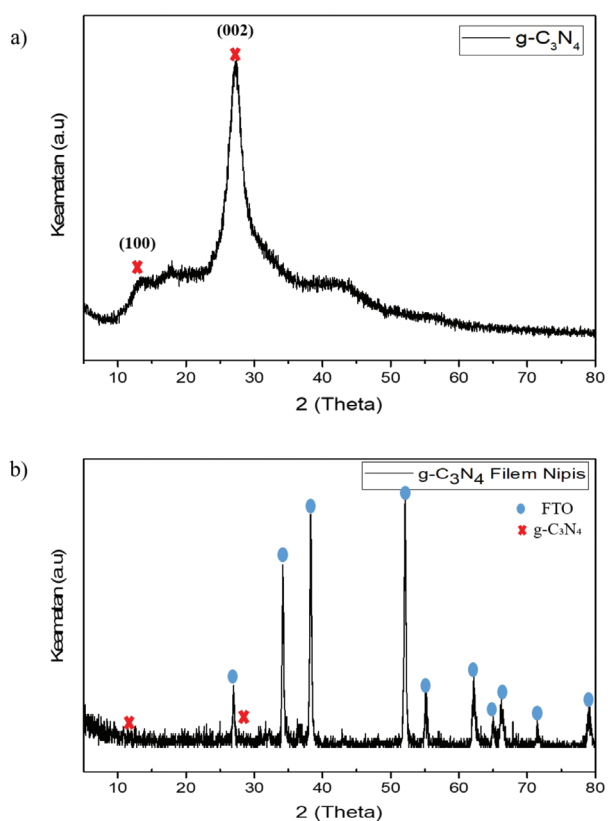 a)
(002)
g-C₃N₄
(100)
Keamatan (a.u)
10 20 30 40 50 60 70 80
2 (Theta)
b)
g-C₃N₄ Filem Nipis
FTO
g-C₃N₄
Keamatan (a.u)
10 20 30 40 50 60 70 80
2 (Theta)